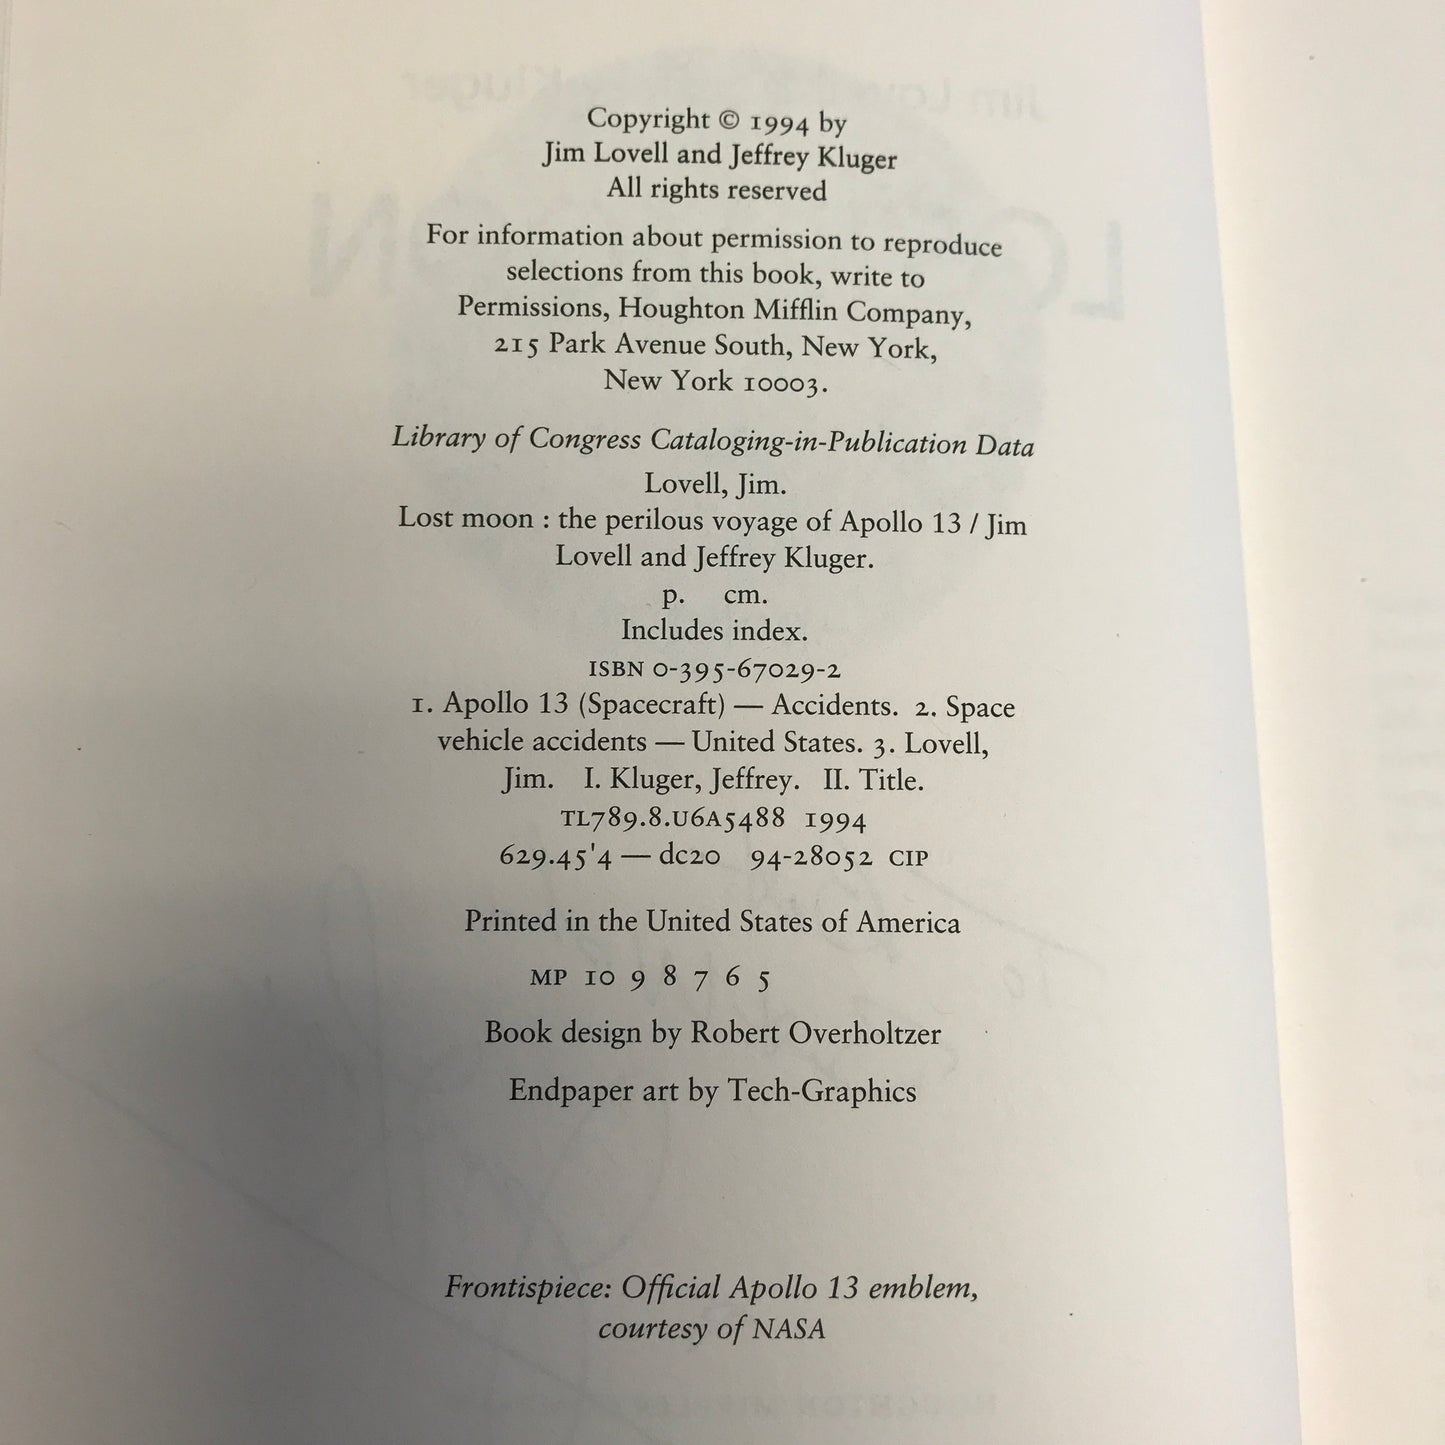 Copyright © 1994 by
Jim Lovell and Jeffrey Kluger
All rights reserved
For information about permission to reproduce
selections from this book, write to
Permissions, Houghton Mifflin Company,
215 Park Avenue South, New York,
New York 10003.
Library of Congress Cataloging-in-Publication Data
Lovell, Jim.
Lost moon : the perilous voyage of Apollo 13 / Jim
Lovell and Jeffrey Kluger.
p. cm.
Includes index.
ISBN 0-395-67029-2
1. Apollo 13 (Spacecraft) — Accidents. 2. Space
vehicle accidents — United States. 3. Lovell,
Jim. I. Kluger, Jeffrey. II. Title.
TL789.8.U6A5488 1994
629.45'4 — dc20 94-28052 CIP
Printed in the United States of America
MP 10 9 8 7 6 5
Book design by Robert Overholtzer
Endpaper art by Tech-Graphics
Frontispiece: Official Apollo 13 emblem,
courtesy of NASA